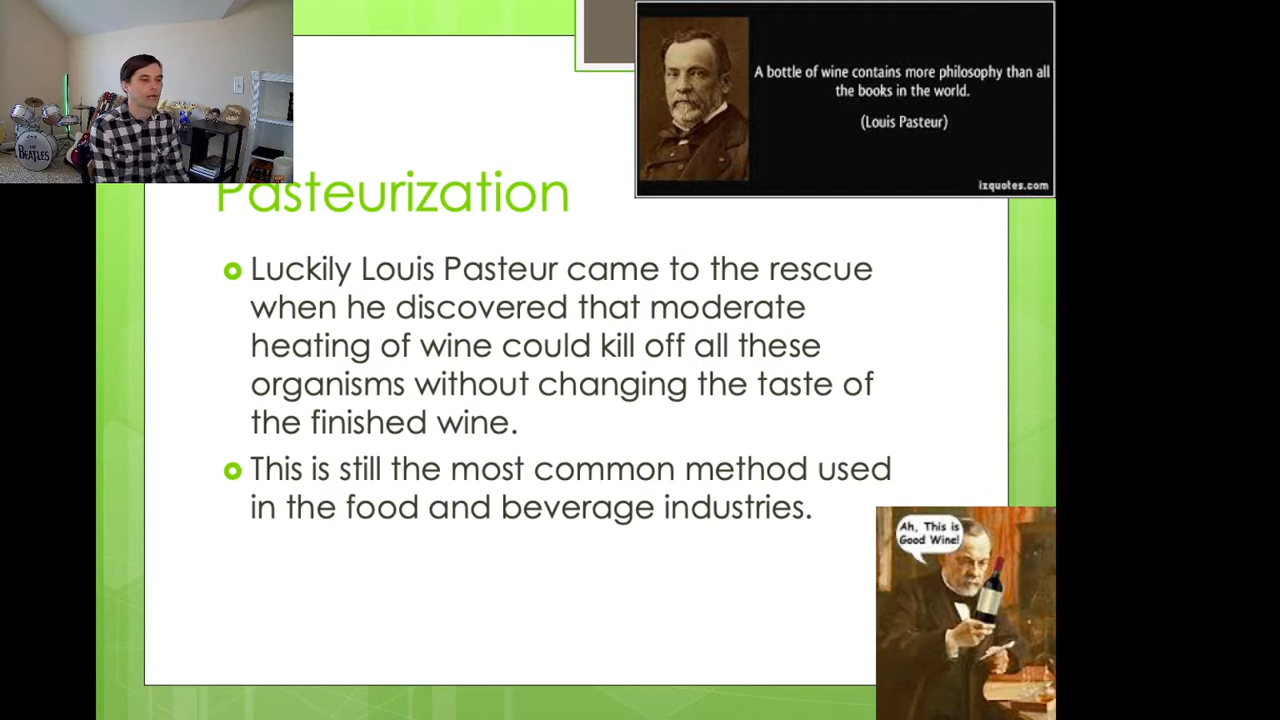 A bottle of wine contains more philosophy than all
the books in the world.
(Louis Pasteur)
izquotes.com
THE
BEATLES
Pasteurization
Luckily Louis Pasteur came to the rescue
when he discovered that moderate
heating of wine could kill off all these
organisms without changing the taste of
the finished wine.
This is still the most common method used
in the food and beverage industries.
Ah, This is
Good Wine!